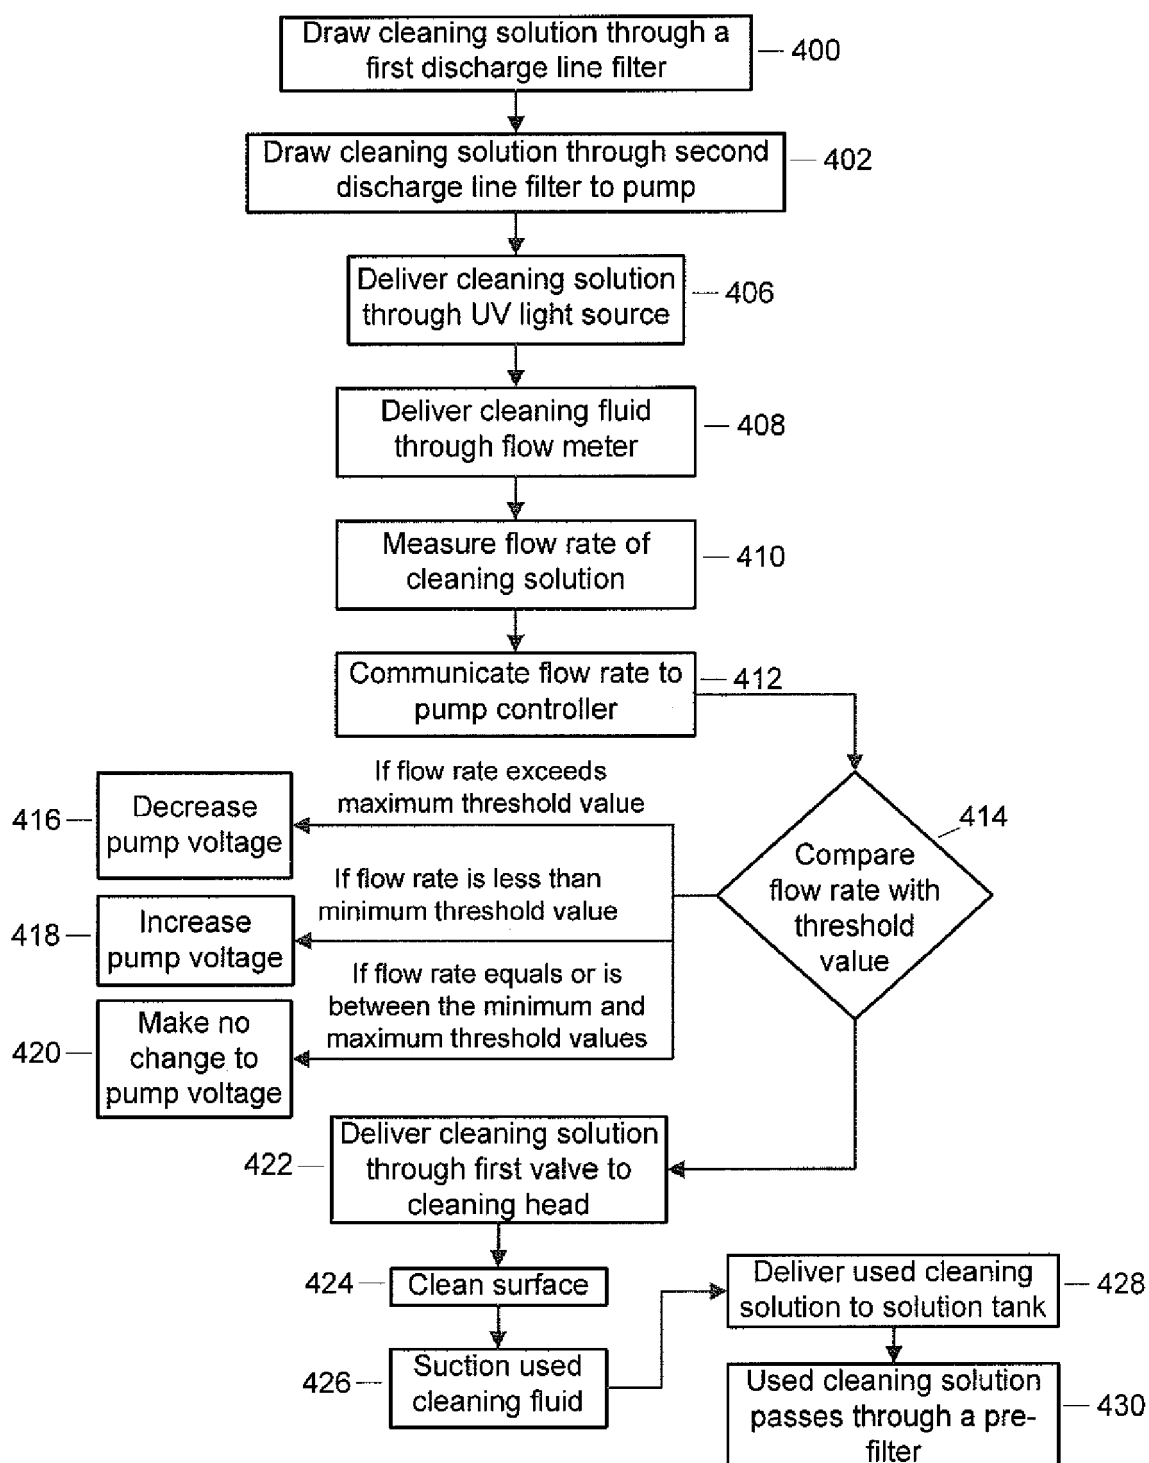 Draw cleaning solution through a
first discharge line filter
400
Draw cleaning solution through second
discharge line filter to pump
402
Deliver cleaning solution
through UV light source
406
Deliver cleaning fluid
through flow meter
408
Measure flow rate of
cleaning solution
410
Communicate flow rate to
pump controller
412
Compare
flow rate with
threshold
value
414
If flow rate exceeds
maximum threshold value
416
Decrease
pump voltage
If flow rate is less than
minimum threshold value
418
Increase
pump voltage
If flow rate equals or is
between the minimum and
maximum threshold values
420
Make no
change to
pump voltage
422
Deliver cleaning solution
through first valve to
cleaning head
424
Clean surface
426
Suction used
cleaning fluid
Deliver used cleaning
solution to solution tank
428
Used cleaning solution
passes through a pre-
filter
430